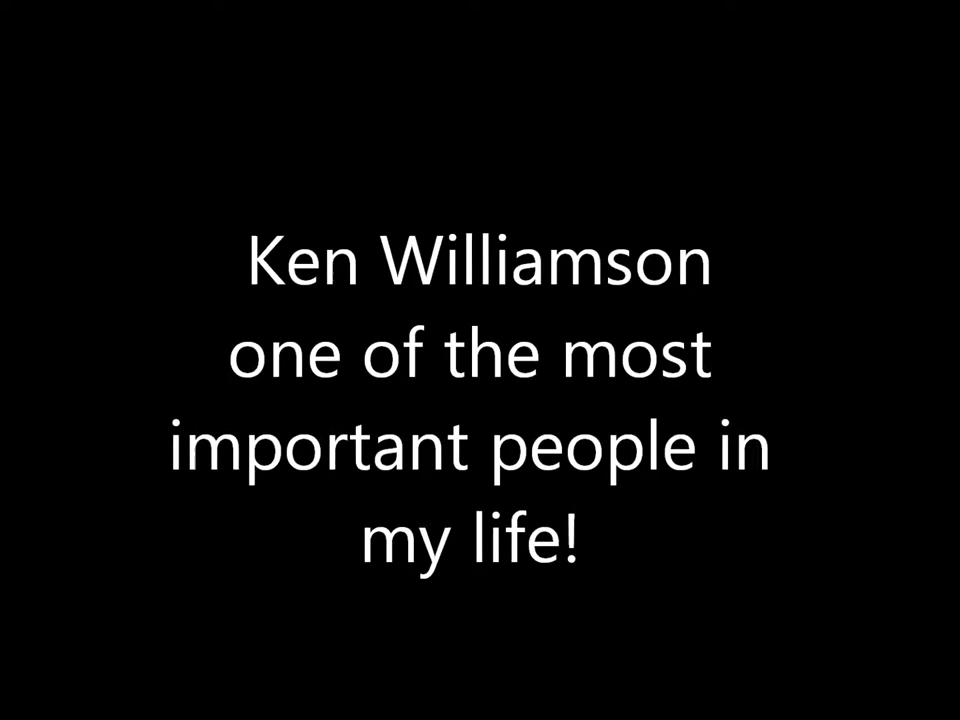 Ken Williamson
one of the most
important people in
my life!